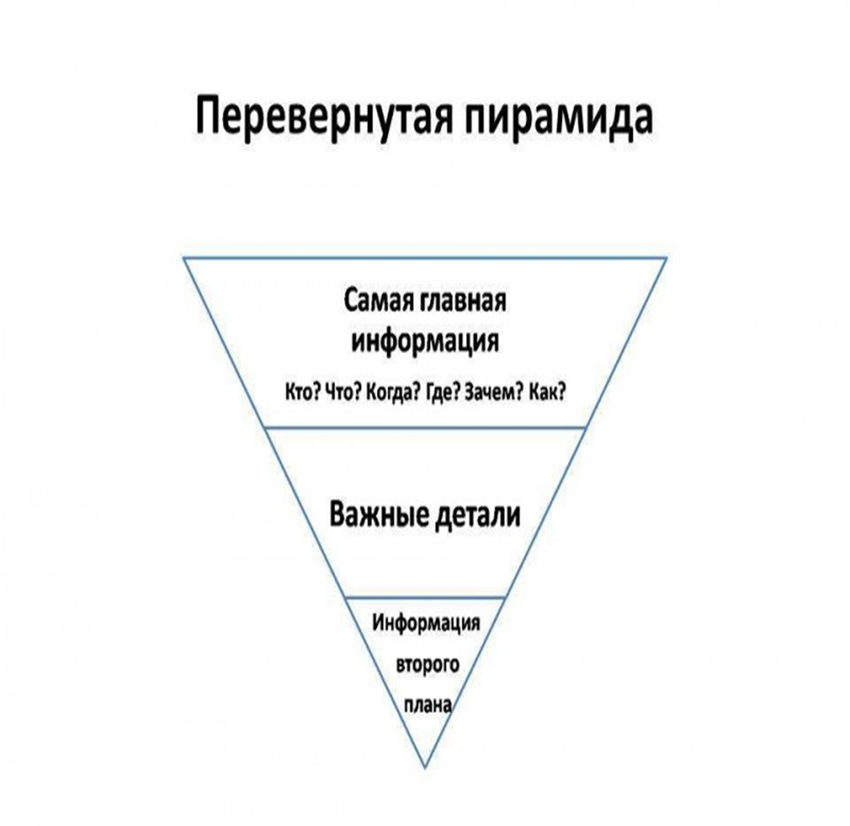 Перевернутая пирамида
Самая главная
информация
Кто? Что? Когда? Где? Зачем? Как?
Важные детали
Информация
второго
плана